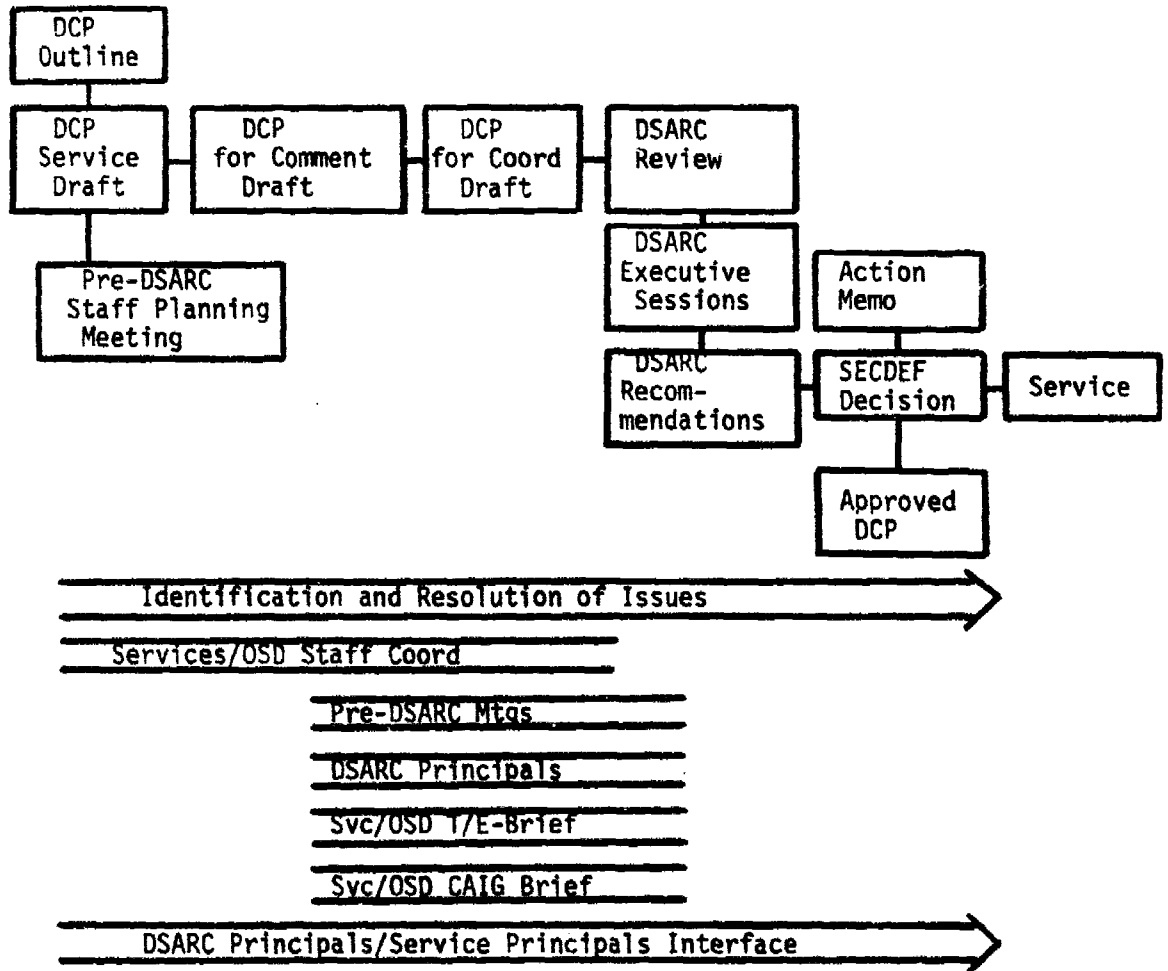 DCP
Outline
DCP
Service
Draft
DCP
for Comment
Draft
DCP
for Coord
Draft
DSARC
Review
Pre-DSARC
Staff Planning
Meeting
DSARC
Executive
Sessions
Action
Memo
DSARC
Recom-
mendations
SECDEF
Decision
Service
Approved
DCP
Identification and Resolution of Issues
Services/OSD Staff Coord
Pre-DSARC Mtgs
DSARC Principals
Svc/OSD T/E-Brief
Svc/OSD CAIG Brief
DSARC Principals/Service Principals Interface